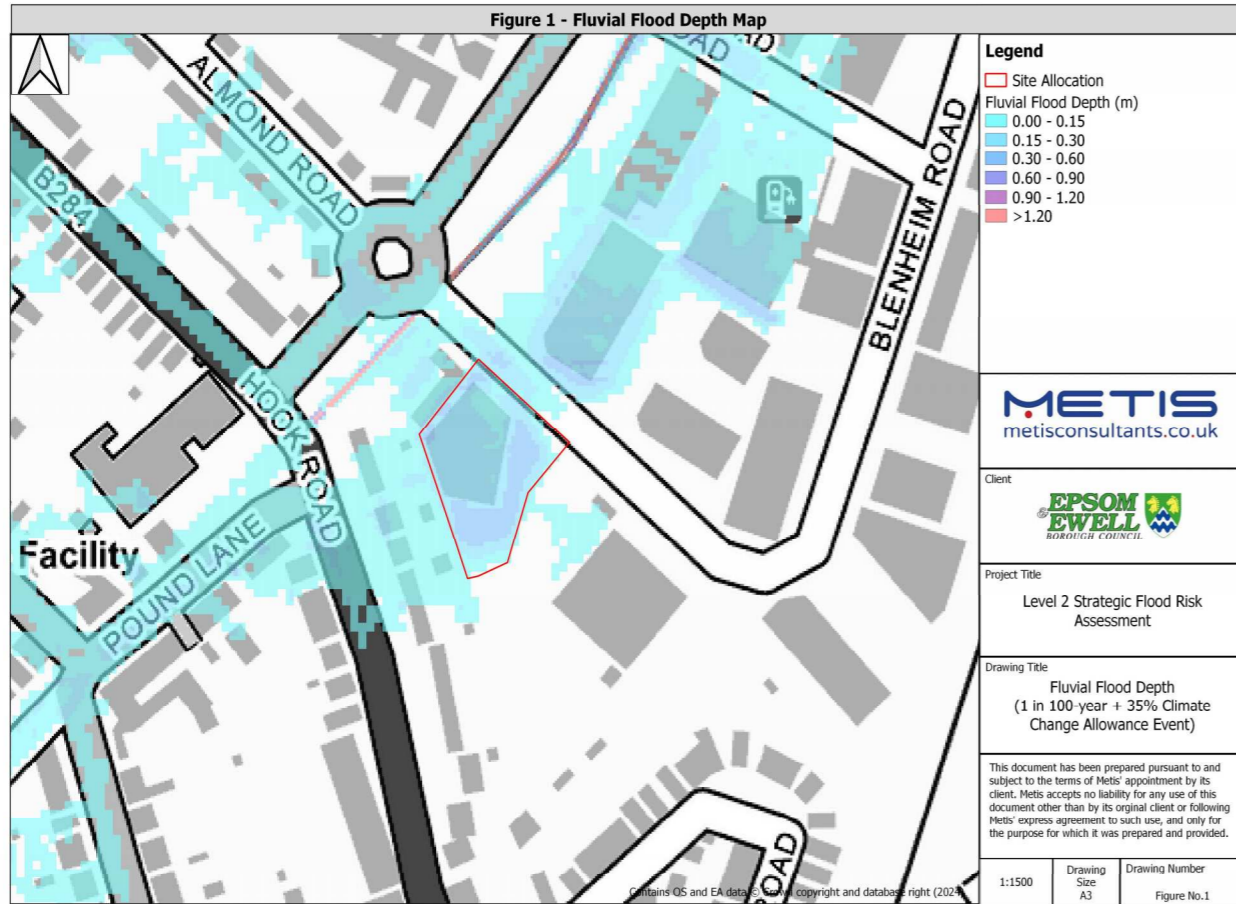 Figure 1 - Fluvial Flood Depth Map
ROAD
ALMOND ROAD
B284
BLENHEIM ROAD
HOOK ROAD
Facility
POUND LANE
ROAD
Contains OS and EA data © Crown copyright and database right (2024)
Legend
Site Allocation
Fluvial Flood Depth (m)
0.00 - 0.15
0.15 - 0.30
0.30 - 0.60
0.60 - 0.90
0.90 - 1.20
>1.20
METIS
metisconsultants.co.uk
Client
EPSOM
& EWELL
BOROUGH COUNCIL
Project Title
Level 2 Strategic Flood Risk
Assessment
Drawing Title
Fluvial Flood Depth
(1 in 100-year + 35% Climate
Change Allowance Event)
This document has been prepared pursuant to and
subject to the terms of Metis' appointment by its
client. Metis accepts no liability for any use of this
document other than by its orginal client or following
Metis' express agreement to such use, and only for
the purpose for which it was prepared and provided.
1:1500
Drawing
Size
A3
Drawing Number
Figure No.1